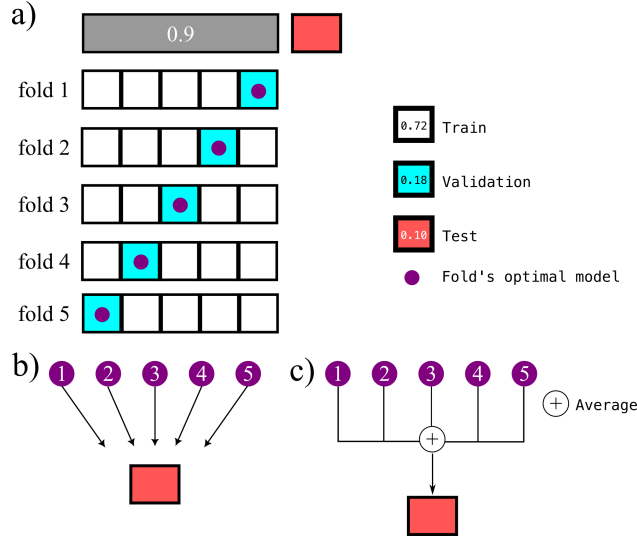 a)
0.9
fold 1
fold 2
fold 3
fold 4
fold 5
0.72 Train
0.18 Validation
0.10 Test
Fold's optimal model
b)
1 2 3 4 5
c)
1 2 3 4 5
+ Average
+